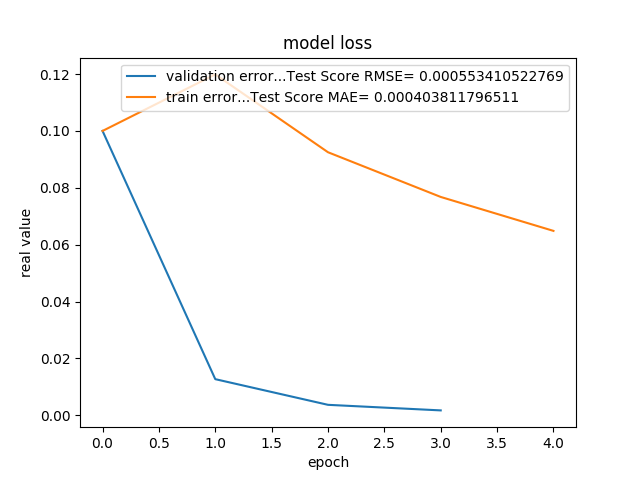 model loss
validation error...Test Score RMSE= 0.000553410522769
train error...Test Score MAE= 0.000403811796511
0.12
0.10
0.08
0.06
0.04
0.02
0.00
real value
0.0 0.5 1.0 1.5 2.0 2.5 3.0 3.5 4.0
epoch